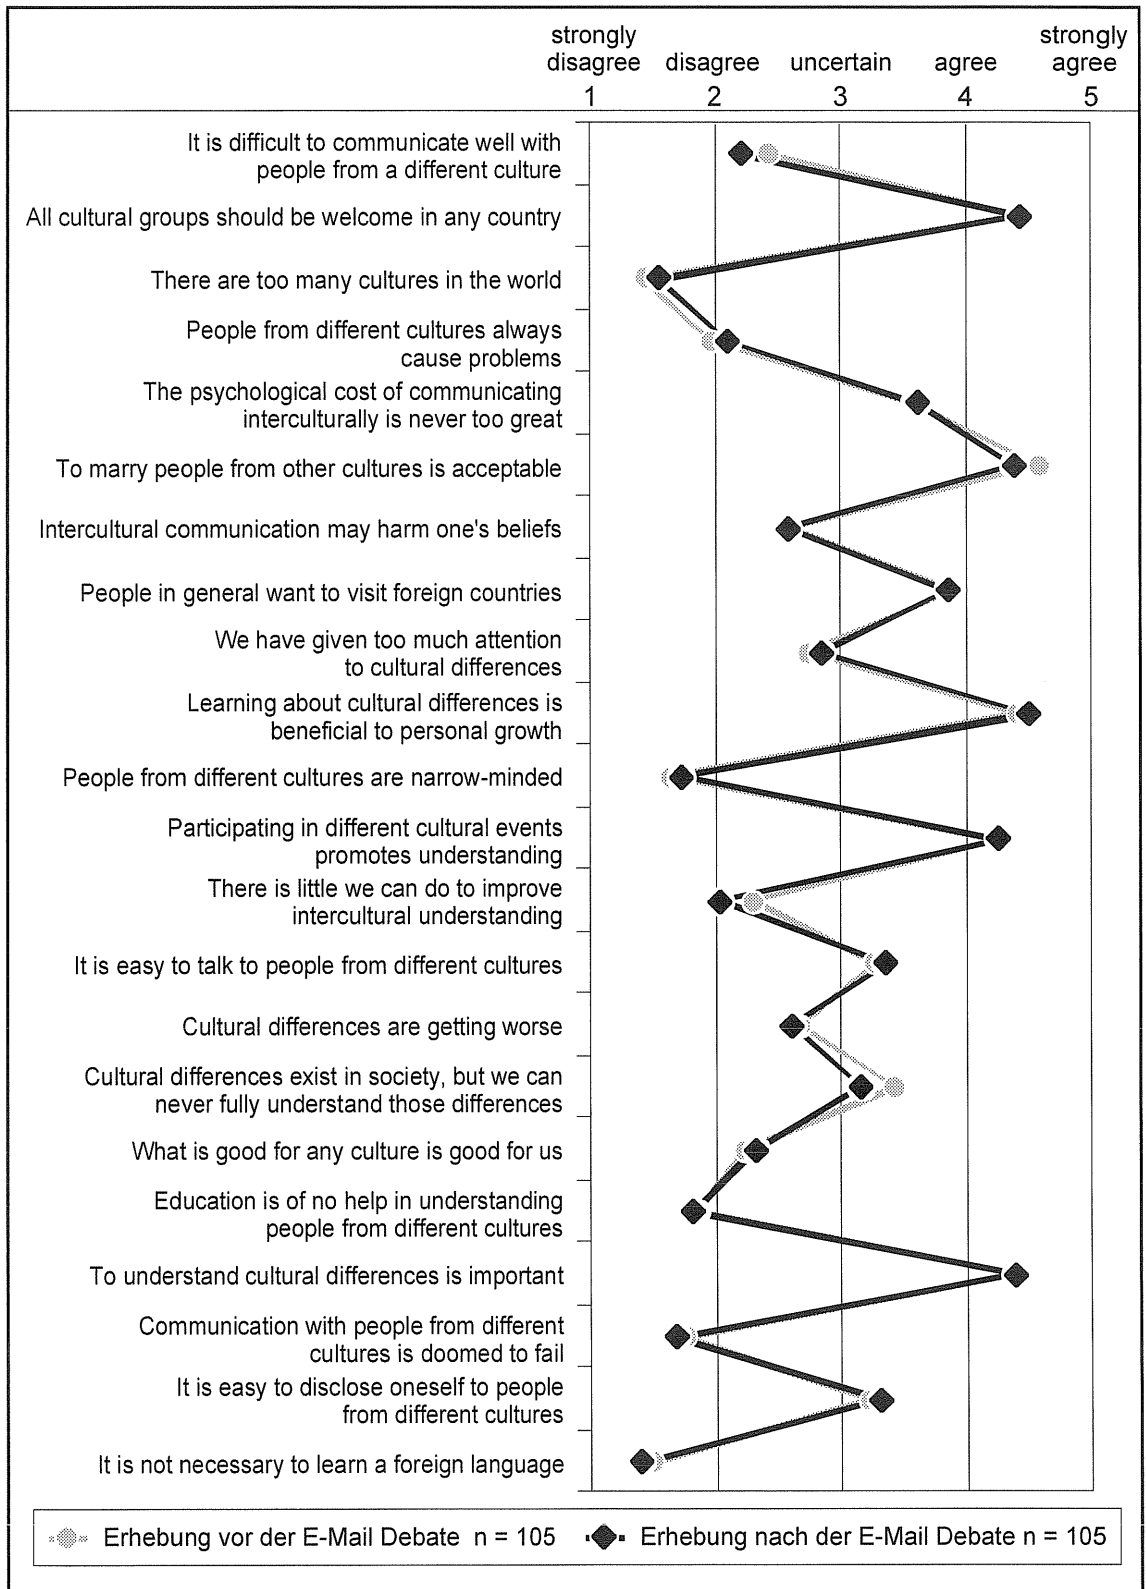 strongly disagree
disagree
uncertain
agree
strongly agree
1 2 3 4 5
It is difficult to communicate well with
people from a different culture
All cultural groups should be welcome in any country
There are too many cultures in the world
People from different cultures always
cause problems
The psychological cost of communicating
interculturally is never too great
To marry people from other cultures is acceptable
Intercultural communication may harm one's beliefs
People in general want to visit foreign countries
We have given too much attention
to cultural differences
Learning about cultural differences is
beneficial to personal growth
People from different cultures are narrow-minded
Participating in different cultural events
promotes understanding
There is little we can do to improve
intercultural understanding
It is easy to talk to people from different cultures
Cultural differences are getting worse
Cultural differences exist in society, but we can
never fully understand those differences
What is good for any culture is good for us
Education is of no help in understanding
people from different cultures
To understand cultural differences is important
Communication with people from different
cultures is doomed to fail
It is easy to disclose oneself to people
from different cultures
It is not necessary to learn a foreign language
Erhebung vor der E-Mail Debate n = 105 Erhebung nach der E-Mail Debate n = 105